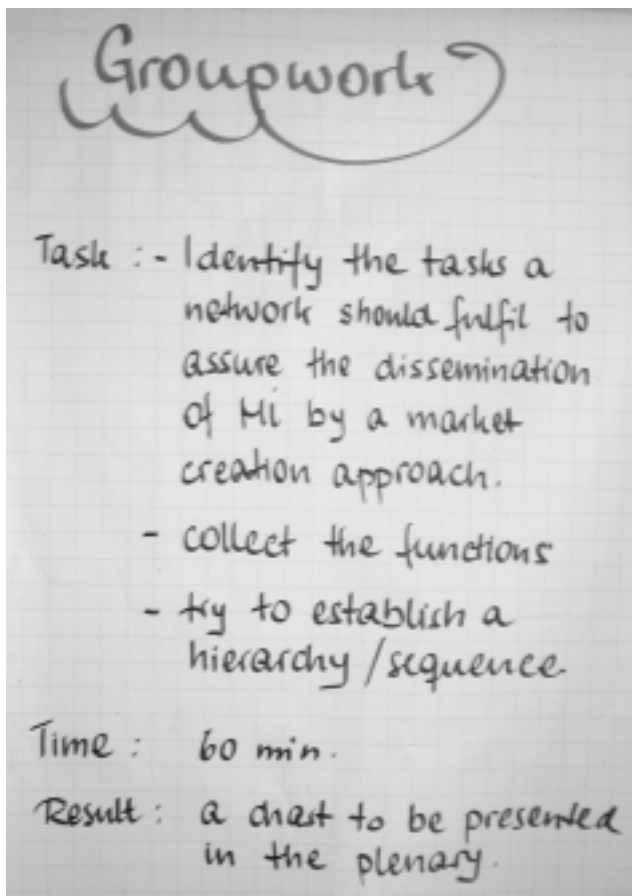 Groupwork
Task : - Identify the tasks a
network should fulfil to
assure the dissemination
of Mi by a market
creation approach.
- collect the functions
- try to establish a
hierarchy / sequence
Time : 60 min.
Result : a chart to be presented
in the plenary.